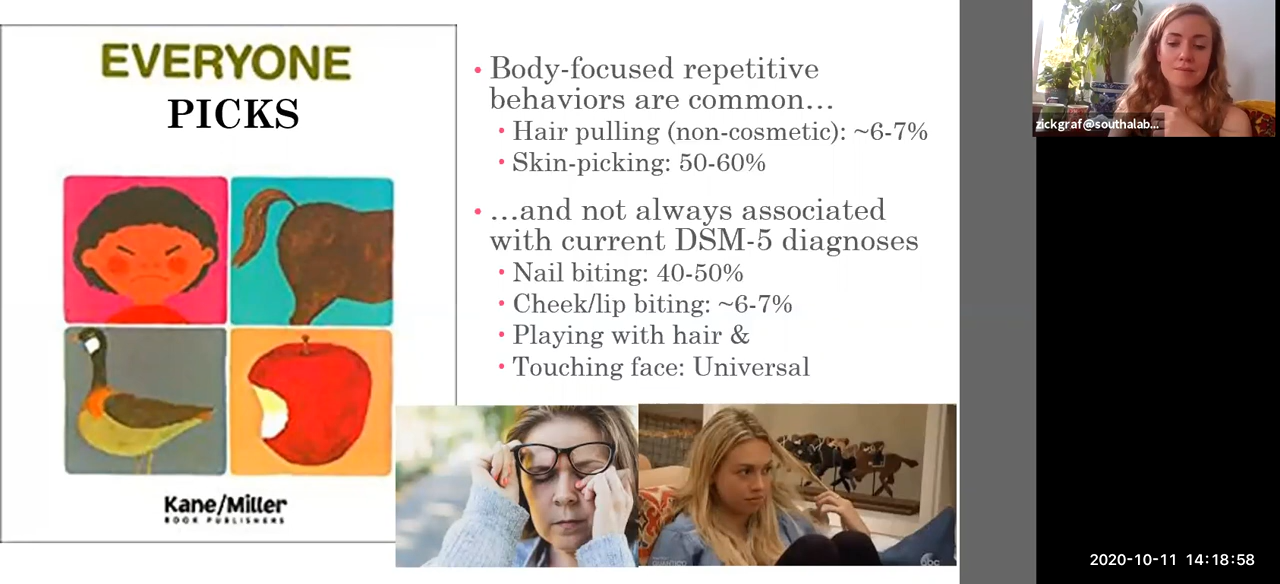 EVERYONE
PICKS
Kane/Miller
BOOK PUBLISHERS
• Body-focused repetitive
behaviors are common…
• Hair pulling (non-cosmetic): ~6-7%
• Skin-picking: 50-60%
• …and not always associated
with current DSM-5 diagnoses
• Nail biting: 40-50%
• Cheek/lip biting: ~6-7%
• Playing with hair &
• Touching face: Universal
abc
zickgraf@southalab...
2020-10-11 14:18:58